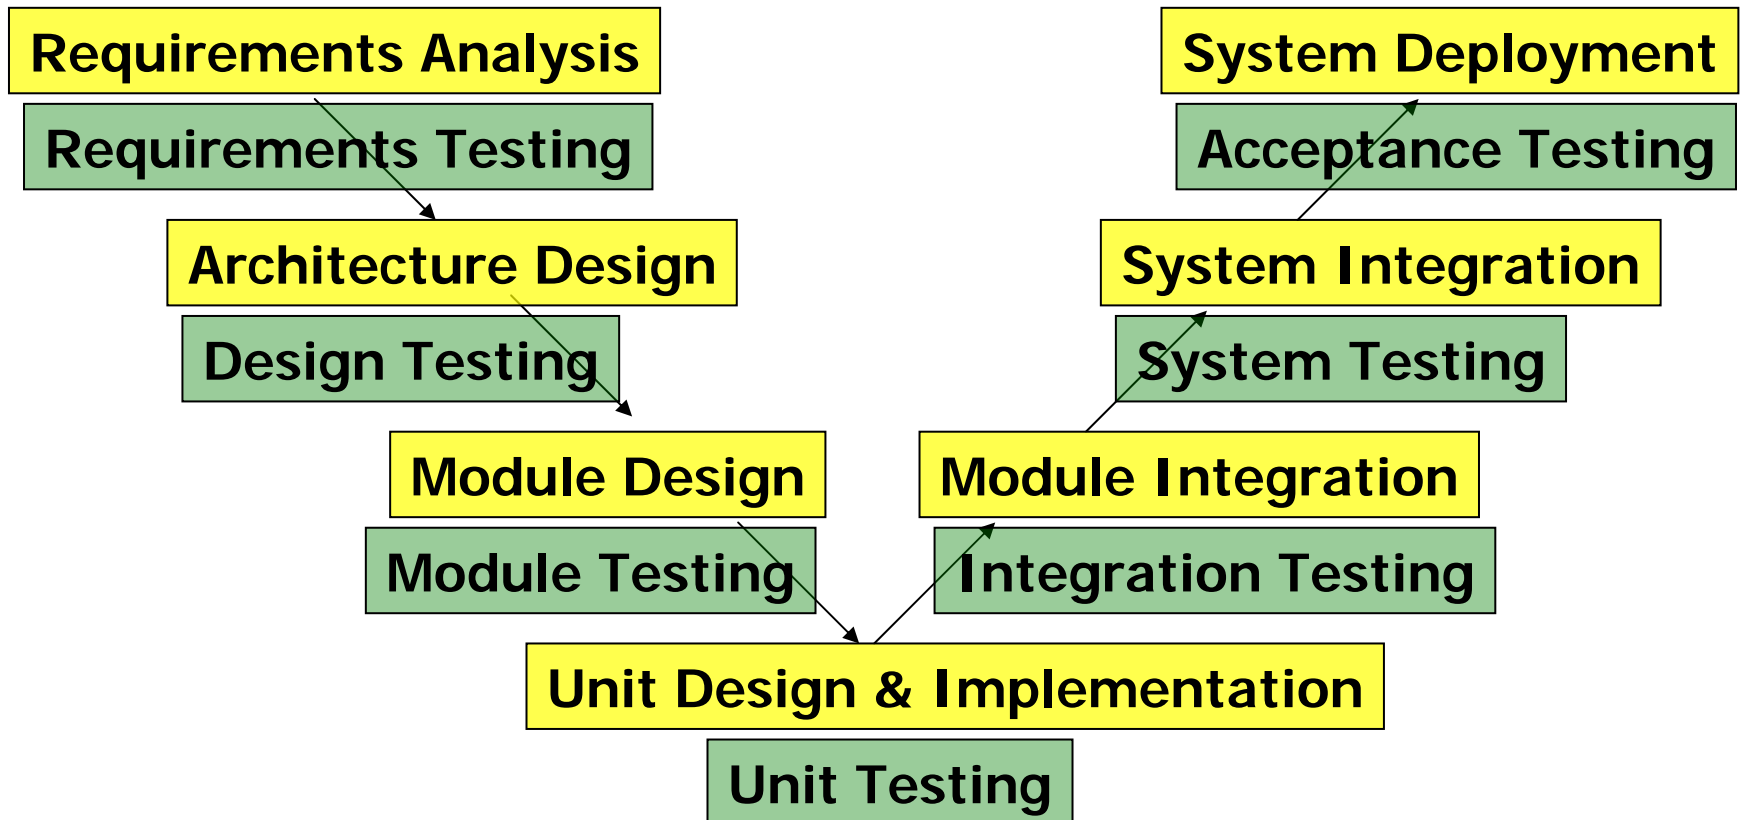 Requirements Analysis
System Deployment
Requirements Testing
Acceptance Testing
Architecture Design
System Integration
Design Testing
System Testing
Module Design
Module Integration
Module Testing
Integration Testing
Unit Design & Implementation
Unit Testing